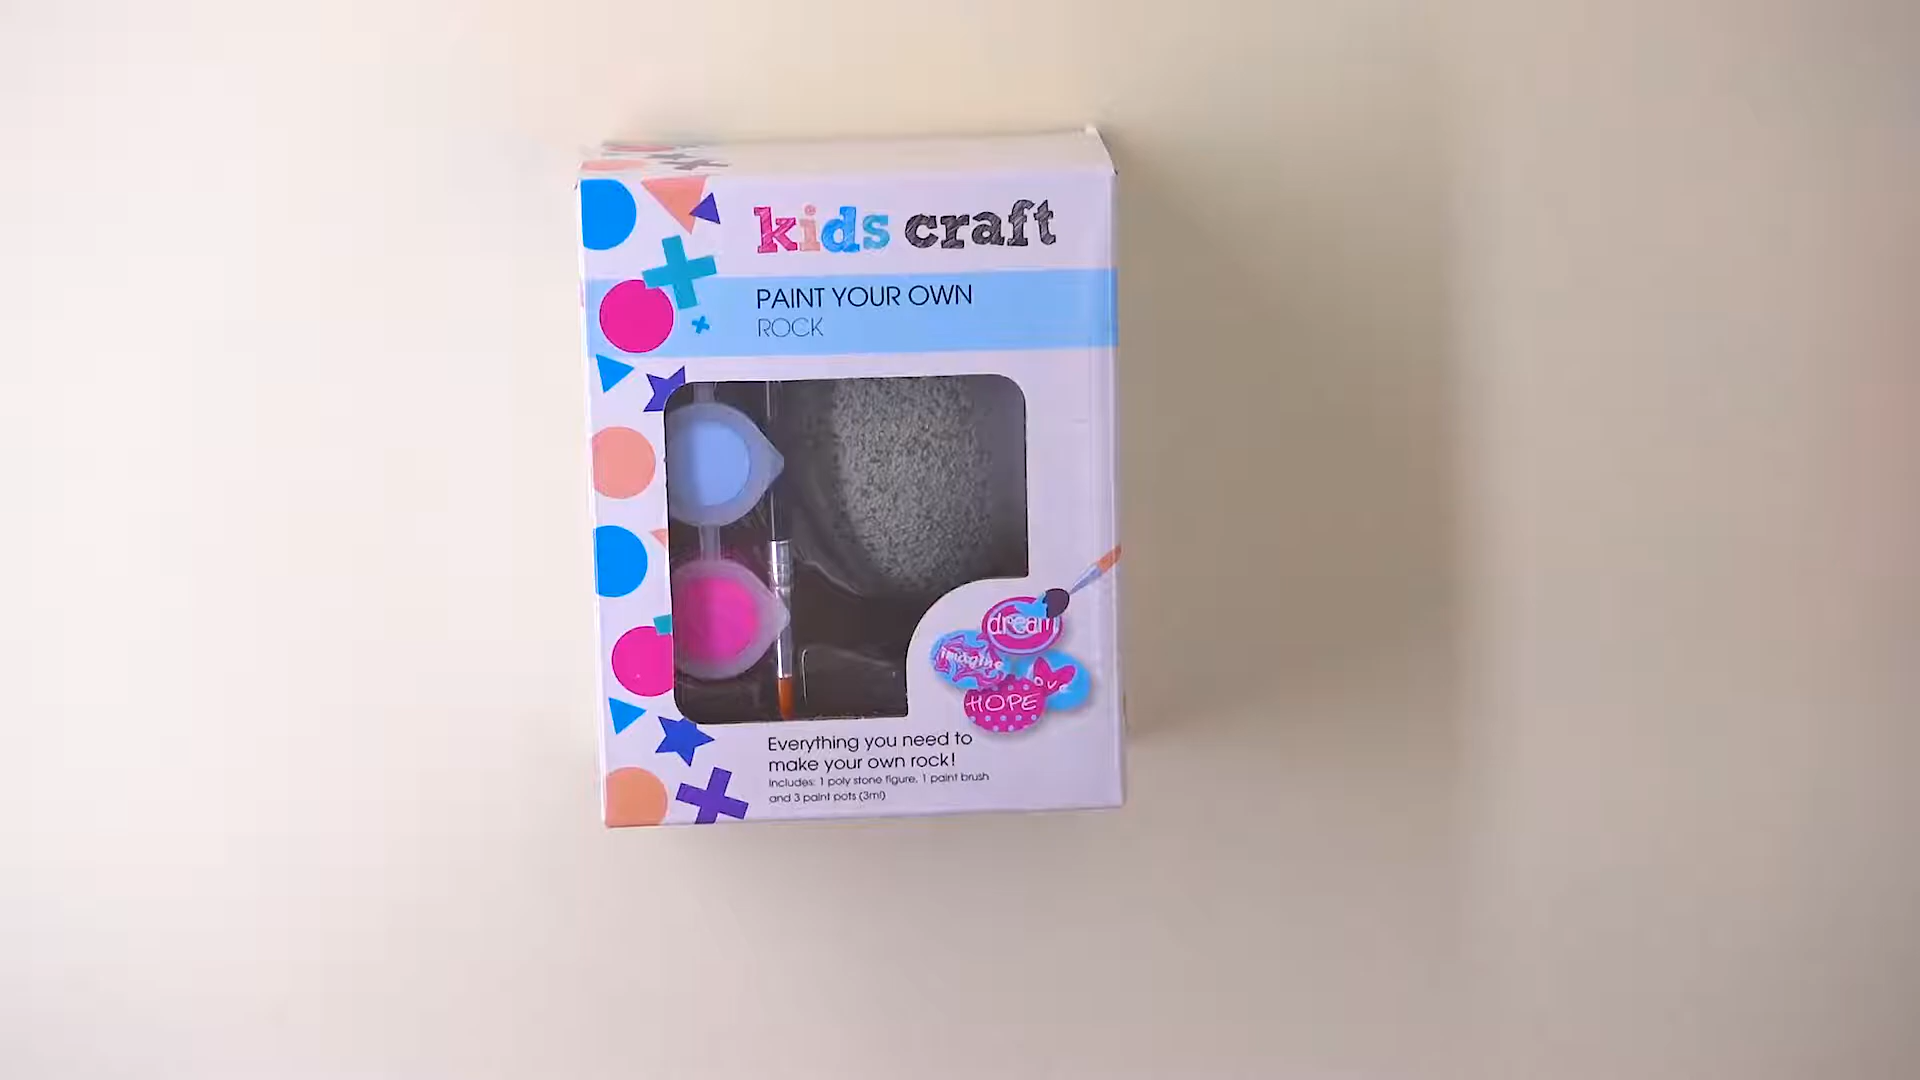 kids craft
PAINT YOUR OWN
ROCK
dream
imagine
love
HOPE
Everything you need to
make your own rock!
Includes: 1 poly stone figure, 1 paint brush
and 3 paint pots (3ml)